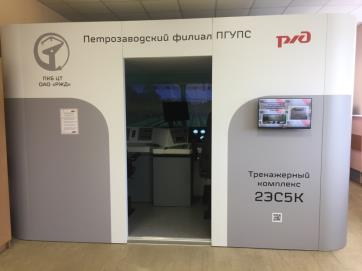 Петрозаводский филиал ПГУПС
ржд
ПКБ ЦТ
ОАО «РЖД»
Тренажерный
комплекс
2ЭС5К